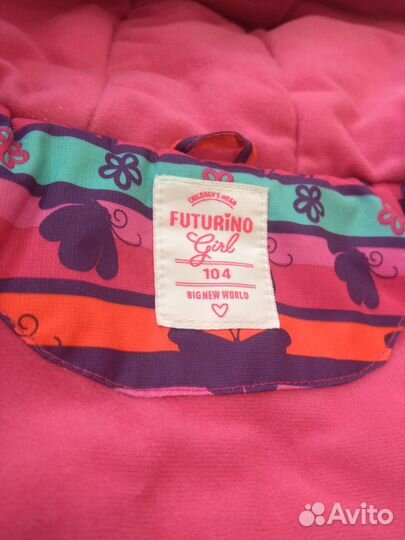 CHILDREN'S WEAR
FUTURINO
Girl
104
BIG NEW WORLD
Avito